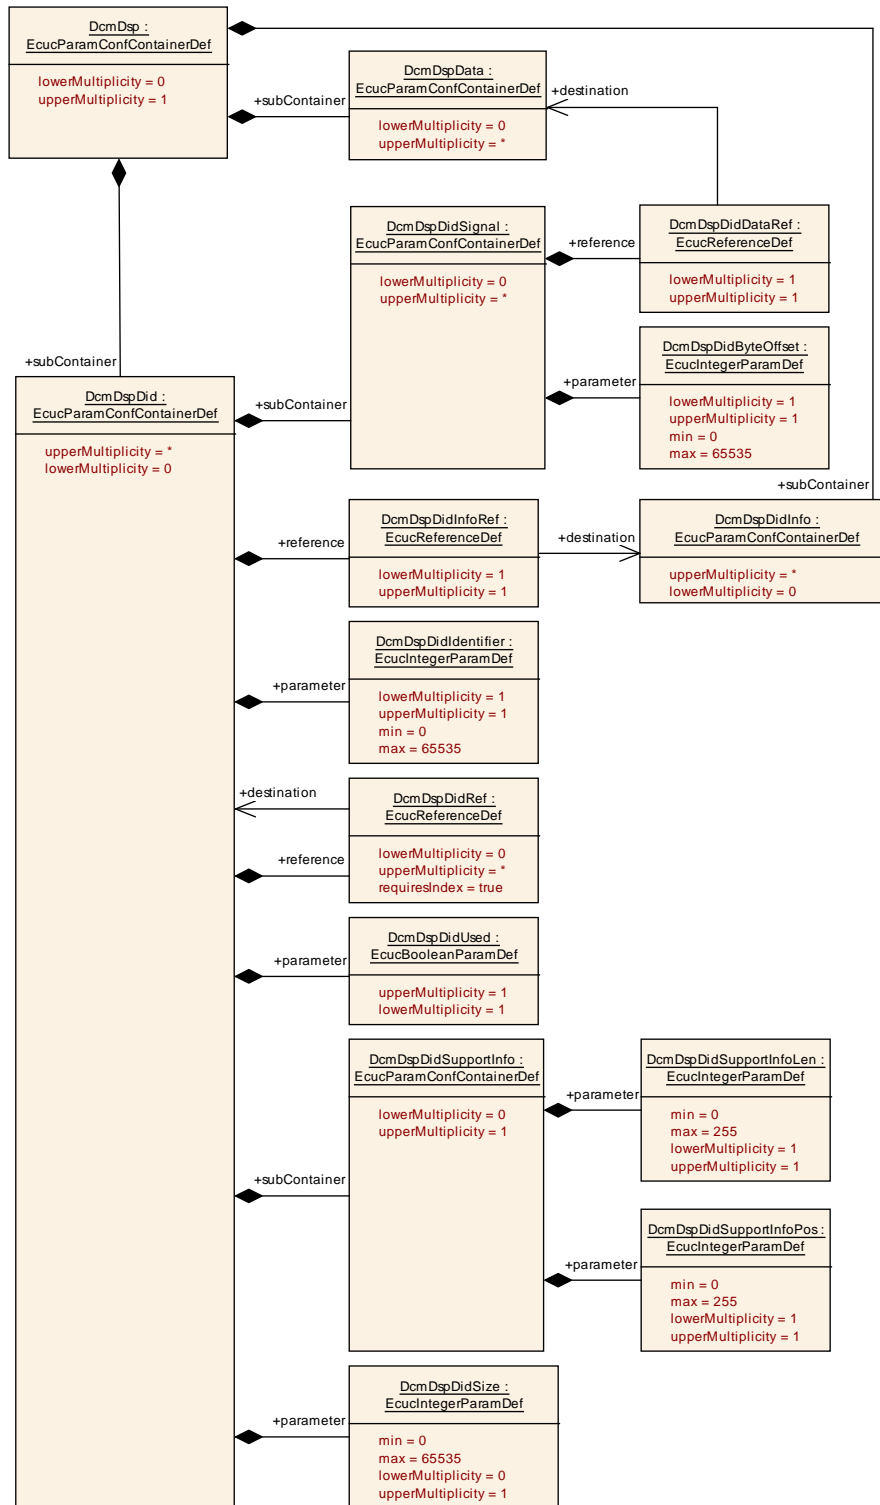 DcmDsp :
EcucParamConfContainerDef
lowerMultiplicity = 0
upperMultiplicity = 1
+subContainer
DcmDspData :
EcucParamConfContainerDef
lowerMultiplicity = 0
upperMultiplicity = *
+destination
DcmDspDidSignal :
EcucParamConfContainerDef
lowerMultiplicity = 0
upperMultiplicity = *
+reference
DcmDspDidDataRef :
EcucReferenceDef
lowerMultiplicity = 1
upperMultiplicity = 1
DcmDspDidByteOffset :
EcucIntegerParamDef
lowerMultiplicity = 1
upperMultiplicity = 1
min = 0
max = 65535
+parameter
+subContainer
DcmDspDid :
EcucParamConfContainerDef
upperMultiplicity = *
lowerMultiplicity = 0
+subContainer
+subContainer
+reference
DcmDspDidInfoRef :
EcucReferenceDef
lowerMultiplicity = 1
upperMultiplicity = 1
+destination
DcmDspDidInfo :
EcucParamConfContainerDef
upperMultiplicity = *
lowerMultiplicity = 0
+parameter
DcmDspDidIdentifier :
EcucIntegerParamDef
lowerMultiplicity = 1
upperMultiplicity = 1
min = 0
max = 65535
+destination
+reference
DcmDspDidRef :
EcucReferenceDef
lowerMultiplicity = 0
upperMultiplicity = *
requiresIndex = true
+parameter
DcmDspDidUsed :
EcucBooleanParamDef
upperMultiplicity = 1
lowerMultiplicity = 1
+subContainer
DcmDspDidSupportInfo :
EcucParamConfContainerDef
lowerMultiplicity = 0
upperMultiplicity = 1
+parameter
DcmDspDidSupportInfoLen :
EcucIntegerParamDef
min = 0
max = 255
lowerMultiplicity = 1
upperMultiplicity = 1
+parameter
DcmDspDidSupportInfoPos :
EcucIntegerParamDef
min = 0
max = 255
lowerMultiplicity = 1
upperMultiplicity = 1
+parameter
DcmDspDidSize :
EcucIntegerParamDef
min = 0
max = 65535
lowerMultiplicity = 0
upperMultiplicity = 1